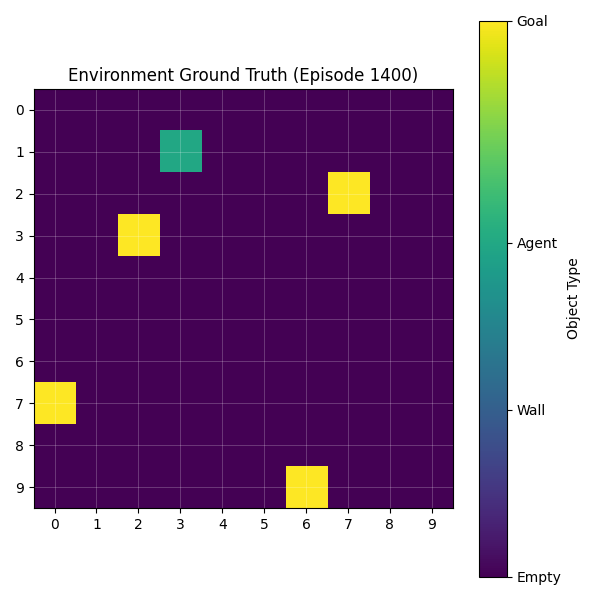 Environment Ground Truth (Episode 1400)
0
1
2
3
4
5
6
7
8
9
0 1 2 3 4 5 6 7 8 9
Goal
Agent
Wall
Empty
Object Type